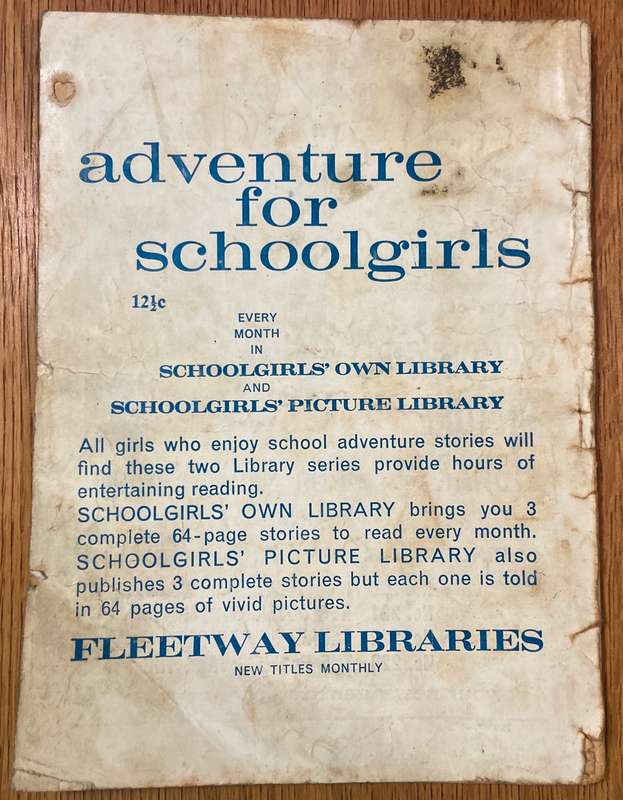 adventure
for
schoolgirls
12½c
EVERY
MONTH
IN
SCHOOLGIRLS' OWN LIBRARY
AND
SCHOOLGIRLS' PICTURE LIBRARY
All girls who enjoy school adventure stories will
find these two Library series provide hours of
entertaining reading.
SCHOOLGIRLS' OWN LIBRARY brings you 3
complete 64-page stories to read every month.
SCHOOLGIRLS' PICTURE LIBRARY also
publishes 3 complete stories but each one is told
in 64 pages of vivid pictures.
FLEETWAY LIBRARIES
NEW TITLES MONTHLY